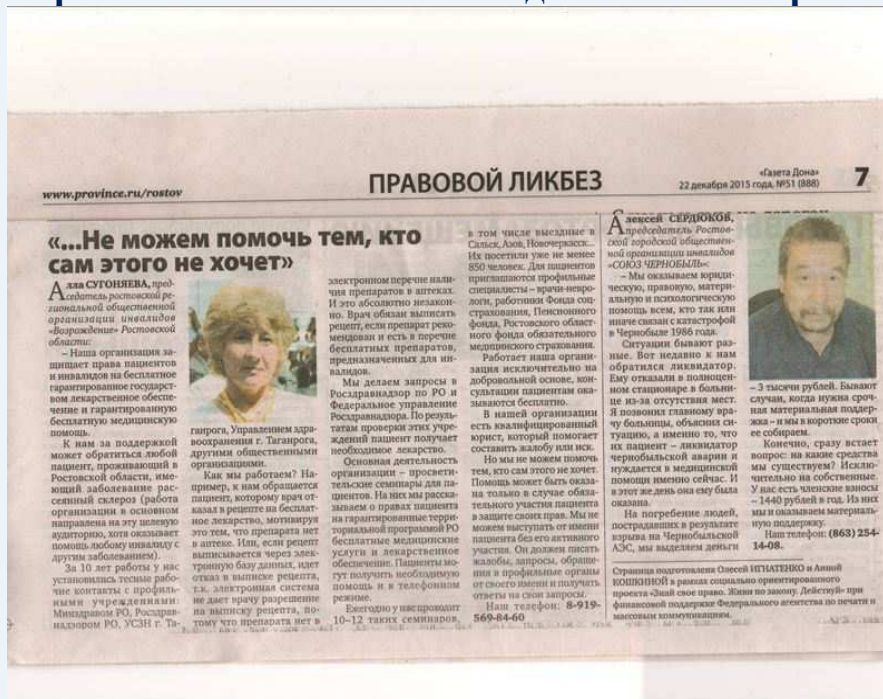 www.province.ru/rostov
ПРАВОВОЙ ЛИКБЕЗ
«Газета Дона»
22 декабря 2015 года, №51 (888)
7
«...Не можем помочь тем, кто
сам этого не хочет»
Алла СУГОНЯЕВА, пред-
седатель ростовской ре-
гиональной общественной
организации инвалидов
«Возрождение» Ростовской
области:
– Наша организация за-
щищает права пациентов
и инвалидов на бесплатное
гарантированное государст-
вом лекарственное обеспе-
чение и гарантированную
бесплатную медицинскую
помощь.
К нам за поддержкой
может обратиться любой
пациент, проживающий в
Ростовской области, име-
ющий заболевание рас-
сеянный склероз (работа
организации в основном
направлена на эту целевую
аудиторию, хотя оказывает
помощь любому инвалиду с
другим заболеванием).
За 10 лет работы у нас
установились тесные рабо-
чие контакты с профиль-
ными учреждениями:
Минздравом РО, Росздрав-
надзором РО, УСЗН г. Та-
ганрога, Управлением здра-
воохранения г. Таганрога,
другими общественными
организациями.
Как мы работаем? На-
пример, к нам обращается
пациент, которому врач от-
казал в рецепте на бесплат-
ное лекарство, мотивируя
это тем, что препарата нет
в аптеке. Или, если рецепт
выписывается через элек-
тронную базу данных, идет
отказ в выписке рецепта,
т.к. электронная система
не дает врачу разрешение
на выписку рецепта, по-
тому что препарата нет в
электронном перечне нали-
чия препаратов в аптеках.
И это абсолютно незакон-
но. Врач обязан выписать
рецепт, если препарат реко-
мендован и есть в перечне
бесплатных препаратов,
предназначенных для ин-
валидов.
Мы делаем запросы в
Росздравнадзор по РО и
Федеральное управление
Росздравнадзора. По резуль-
татам проверки этих учре-
ждений пациент получает
необходимое лекарство.
Основная деятельность
организации – просвети-
тельские семинары для па-
циентов. На них мы расска-
зываем о правах пациента
на гарантированные терри-
ториальной программой РО
бесплатные медицинские
услуги и лекарственное
обеспечение. Пациенты мо-
гут получить необходимую
помощь и в телефонном
режиме.
Ежегодно у нас проходит
10–12 таких семинаров,
в том числе выездные в
Сальск, Азов, Новочеркасск...
Их посетили уже не менее
850 человек. Для пациентов
приглашаются профильные
специалисты – врачи-невро-
логи, работники Фонда соц-
страхования, Пенсионного
фонда, Ростовского област-
ного фонда обязательного
медицинского страхования.
Работает наша органи-
зация исключительно на
добровольной основе, кон-
сультации пациентам ока-
зываются бесплатно.
В нашей организации
есть квалифицированный
юрист, который помогает
составить жалобу или иск.
Но мы не можем помочь
тем, кто сам этого не хочет.
Помощь может быть оказа-
на только в случае обяза-
тельного участия пациента
в защите своих прав. Мы не
можем выступать от имени
пациента без его активного
участия. Он должен писать
жалобы, запросы, обраще-
ния в профильные органы
от своего имени и получать
ответы на свои запросы.
Наш телефон: 8-919-
569-84-60
Алексей СЕРДЮКОВ,
председатель Ростов-
ской городской обществен-
ной организации инвалидов
«СОЮЗ ЧЕРНОБЫЛЬ»:
– Мы оказываем юриди-
ческую, правовую, матери-
альную и психологическую
помощь всем, кто так или
иначе связан с катастрофой
в Чернобыле 1986 года.
Ситуации бывают раз-
ные. Вот недавно к нам
обратился ликвидатор.
Ему отказали в полноцен-
ном стационаре в больни-
це из-за отсутствия мест.
Я позвонил главному вра-
чу больницы, объяснил си-
туацию, а именно то, что
их пациент – ликвидатор
чернобыльской аварии и
нуждается в медицинской
помощи именно сейчас. И
в этот же день она ему была
оказана.
На погребение людей,
пострадавших в результате
взрыва на Чернобыльской
АЭС, мы выделяем деньги
– 3 тысячи рублей. Бывают
случаи, когда нужна сроч-
ная материальная поддер-
жка – и мы в короткие сроки
ее собираем.
Конечно, сразу встает
вопрос: на какие средства
мы существуем? Исклю-
чительно на собственные.
У нас есть членские взносы
– 1440 рублей в год. Из них
мы и оказываем материаль-
ную поддержку.
Наш телефон: (863) 254-
14-08.
Страница подготовлена Олесей ИГНАТЕНКО и Анной
КОШКИНОЙ в рамках социально ориентированного
проекта «Знай свое право. Живи по закону. Действуй» при
финансовой поддержке Федерального агентства по печати и
массовым коммуникациям.